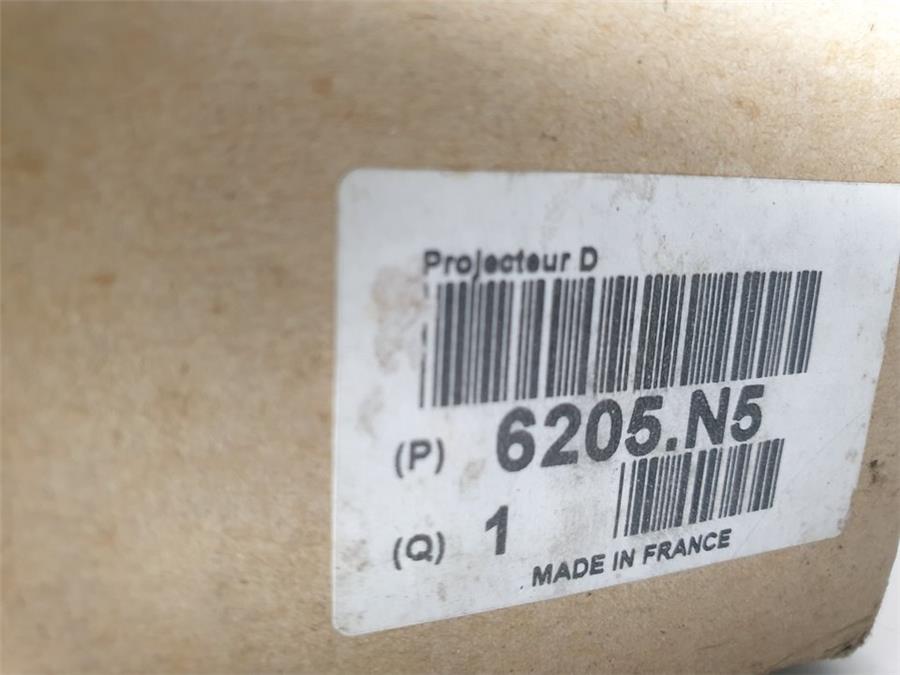 Projecteur D
(P) 6205.N5
(Q) 1
MADE IN FRANCE